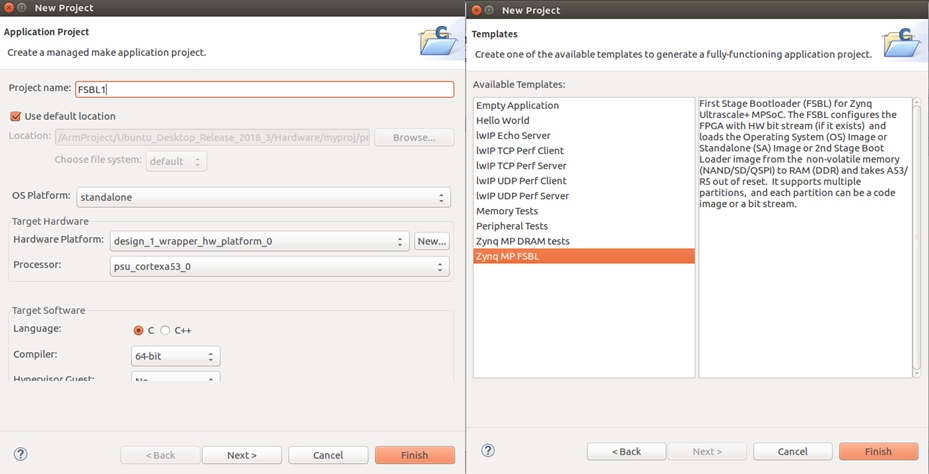 New Project
Application Project
Create a managed make application project.
Project name: FSBL1
Use default location
Location: /ArmProject/Ubuntu_Desktop_Release_2018_3/Hardware/myproj/pr Browse...
Choose file system: default
OS Platform: standalone
Target Hardware
Hardware Platform: design_1_wrapper_hw_platform_0 New...
Processor: psu_cortexa53_0
Target Software
Language: C C++
Compiler: 64-bit
Hypervisor Guest: No
? < Back Next > Cancel Finish
New Project
Templates
Create one of the available templates to generate a fully-functioning application project.
Available Templates:
Empty Application
Hello World
lwIP Echo Server
lwIP TCP Perf Client
lwIP TCP Perf Server
lwIP UDP Perf Client
lwIP UDP Perf Server
Memory Tests
Peripheral Tests
Zynq MP DRAM tests
Zynq MP FSBL
First Stage Bootloader (FSBL) for Zynq
Ultrascale+ MPSoC. The FSBL configures the
FPGA with HW bit stream (if it exists) and
loads the Operating System (OS) Image or
Standalone (SA) Image or 2nd Stage Boot
Loader image from the non-volatile memory
(NAND/SD/QSPI) to RAM (DDR) and takes A53/
R5 out of reset. It supports multiple
partitions, and each partition can be a code
image or a bit stream.
? < Back Next > Cancel Finish